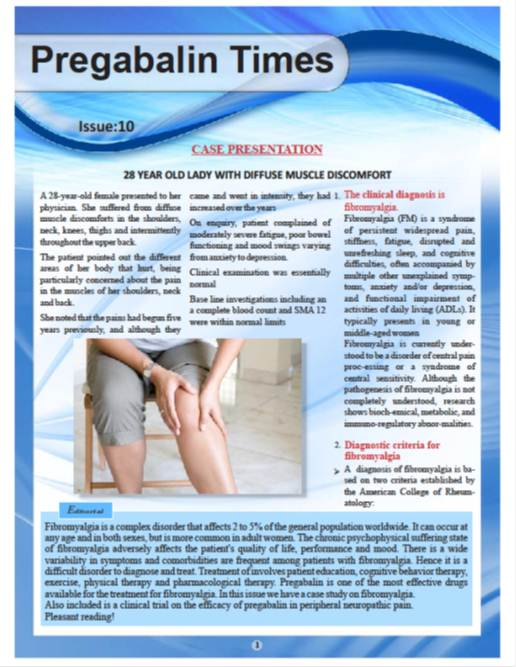 Pregabalin Times
Issue:10
CASE PRESENTATION
28 YEAR OLD LADY WITH DIFFUSE MUSCLE DISCOMFORT
A 28-year-old female presented to her
physician. She suffered from diffuse
muscle discomforts in the shoulders,
neck, knees, thighs and intermittently
throughout the upper back.
The patient pointed out the different
areas of her body that hurt, being
particularly concerned about the pain
in the muscles of her shoulders, neck
and back.
She noted that the pains had begun five
years previously, and although they
came and went in intensity, they had
increased over the years
On enquiry, patient complained of
moderately severe fatigue, poor bowel
functioning and mood swings varying
from anxiety to depression.
Clinical examination was essentially
normal
Base line investigations including an
a complete blood count and SMA 12
were within normal limits
1. The clinical diagnosis is
fibromyalgia.
Fibromyalgia (FM) is a syndrome
of persistent widespread pain,
stiffness, fatigue, disrupted and
unrefreshing sleep, and cognitive
difficulties, often accompanied by
multiple other unexplained symp-
toms, anxiety and/or depression,
and functional impairment of
activities of daily living (ADLs). It
typically presents in young or
middle-aged women
Fibromyalgia is currently under-
stood to be a disorder of central pain
proc-essing or a syndrome of
central sensitivity. Although the
pathogenesis of fibromyalgia is not
completely understood, research
shows bioch-emical, metabolic, and
immuno-regulatory abnor-malities.
2. Diagnostic criteria for
fibromyalgia
➢ A diagnosis of fibromyalgia is ba-
sed on two criteria established by
the American College of Rheum-
atology:
Editorial
Fibromyalgia is a complex disorder that affects 2 to 5% of the general population worldwide. It can occur at
any age and in both sexes, but is more common in adult women. The chronic psychophysical suffering state
of fibromyalgia adversely affects the patient's quality of life, performance and mood. There is a wide
variability in symptoms and comorbidities are frequent among patients with fibromyalgia. Hence it is a
difficult disorder to diagnose and treat. Treatment of involves patient education, cognitive behavior therapy,
exercise, physical therapy and pharmacological therapy. Pregabalin is one of the most effective drugs
available for the treatment for fibromyalgia. In this issue we have a case study on fibromyalgia.
Also included is a clinical trial on the efficacy of pregabalin in peripheral neuropathic pain.
Pleasant reading!
1